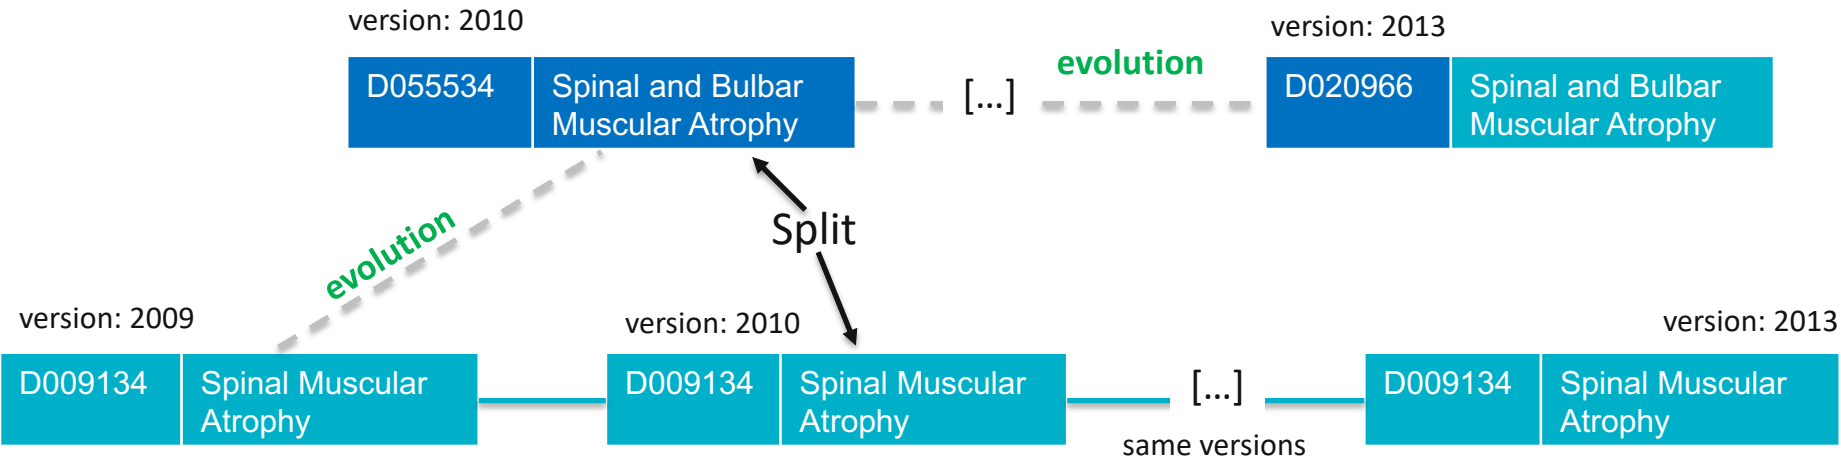 version: 2010
version: 2013
D055534
Spinal and Bulbar
Muscular Atrophy
[...]
evolution
D020966
Spinal and Bulbar
Muscular Atrophy
evolution
Split
version: 2009
version: 2010
version: 2013
D009134
Spinal Muscular
Atrophy
D009134
Spinal Muscular
Atrophy
[...]
same versions
D009134
Spinal Muscular
Atrophy